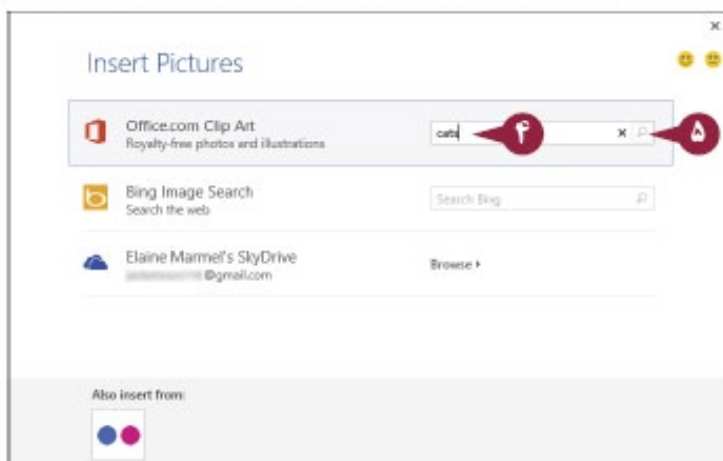 ×
Insert Pictures
Office.com Clip Art
Royalty-free photos and illustrations
cats
×
۴
۵
Bing Image Search
Search the web
Search Bing
Elaine Marmel's SkyDrive
@gmail.com
Browse
Also insert from: